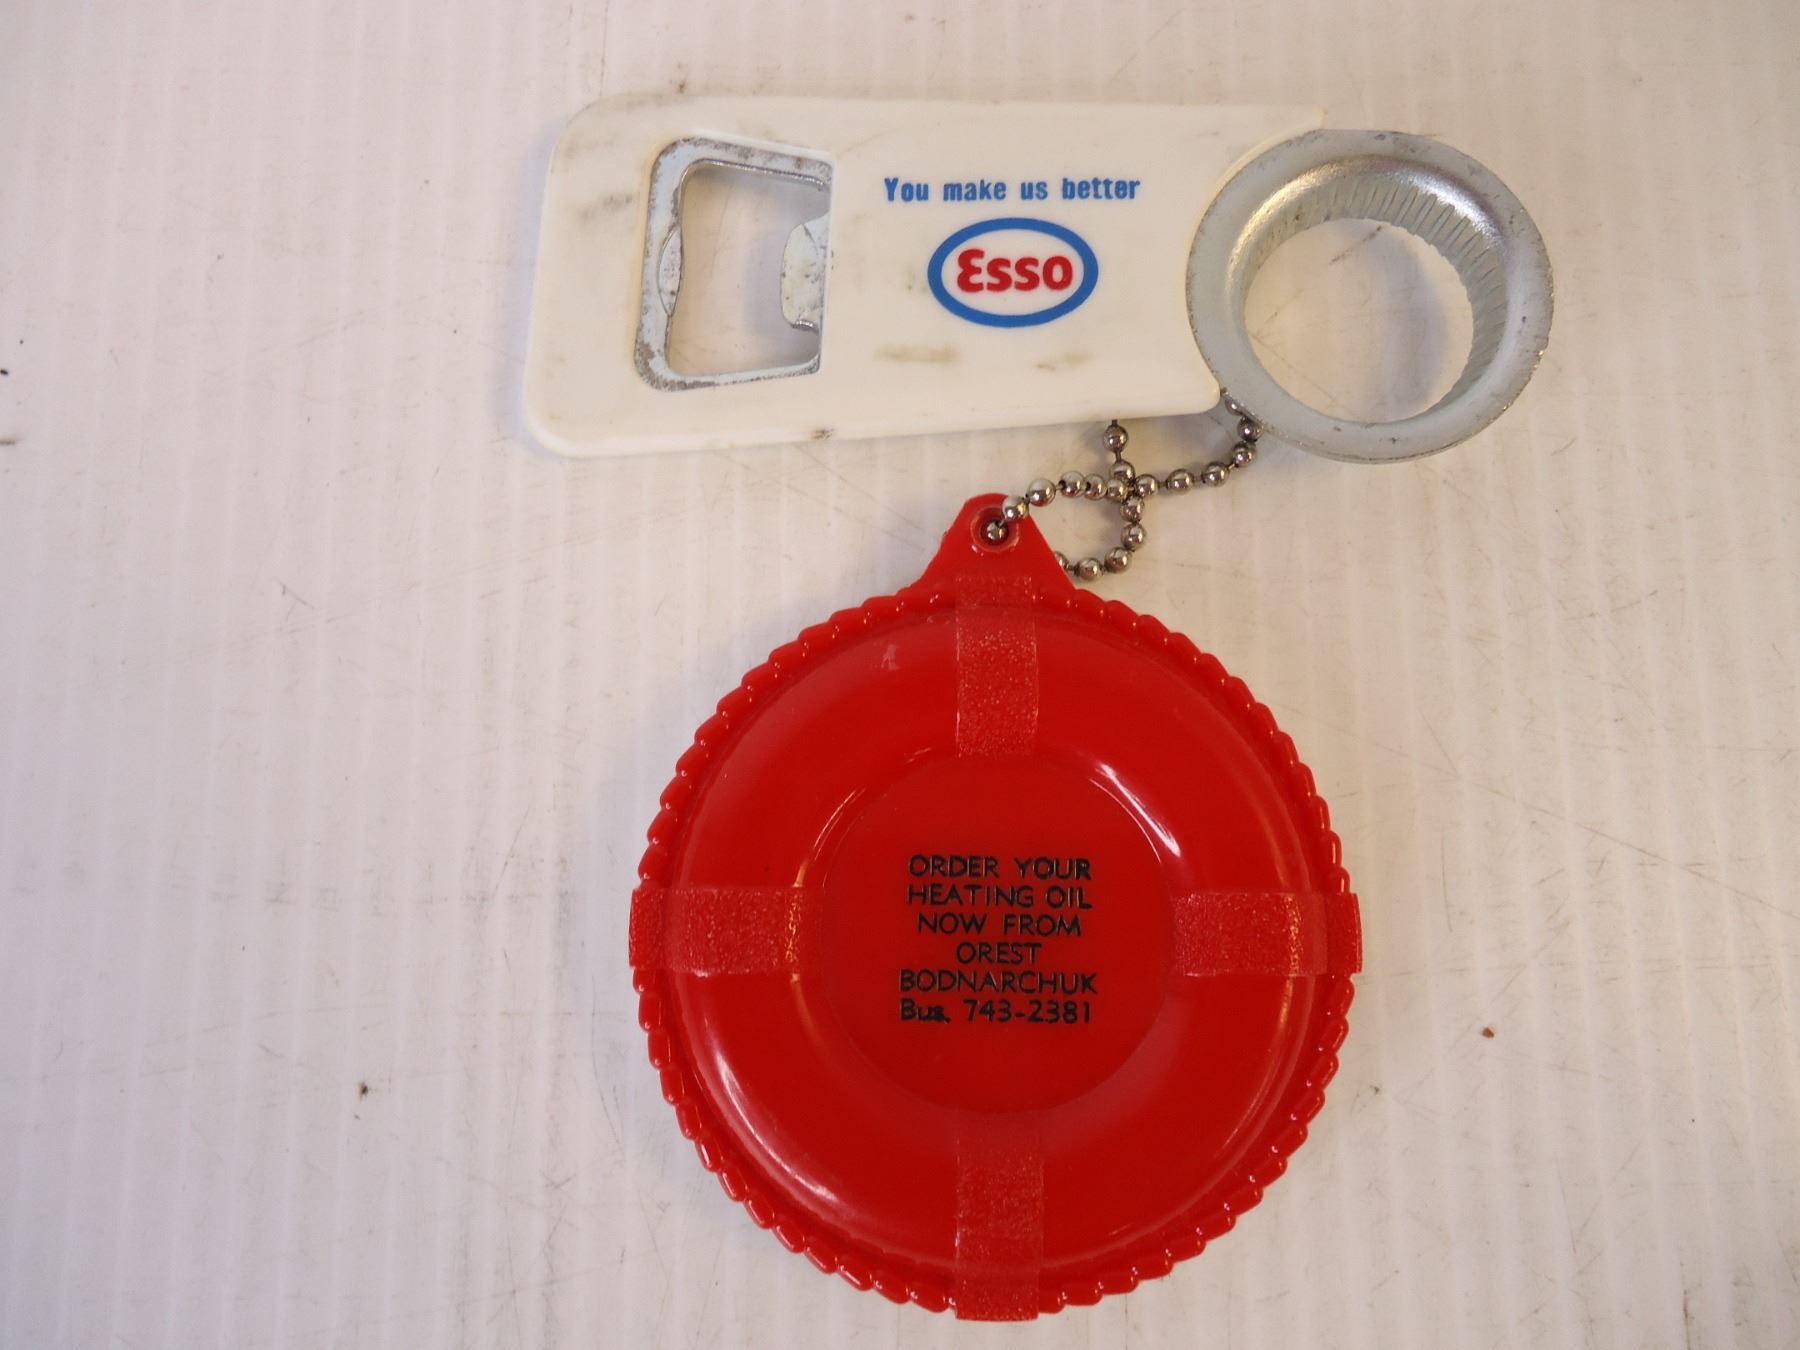 You make us better
Esso
ORDER YOUR
HEATING OIL
NOW FROM
OREST
BODNARCHUK
Bus. 743-2381